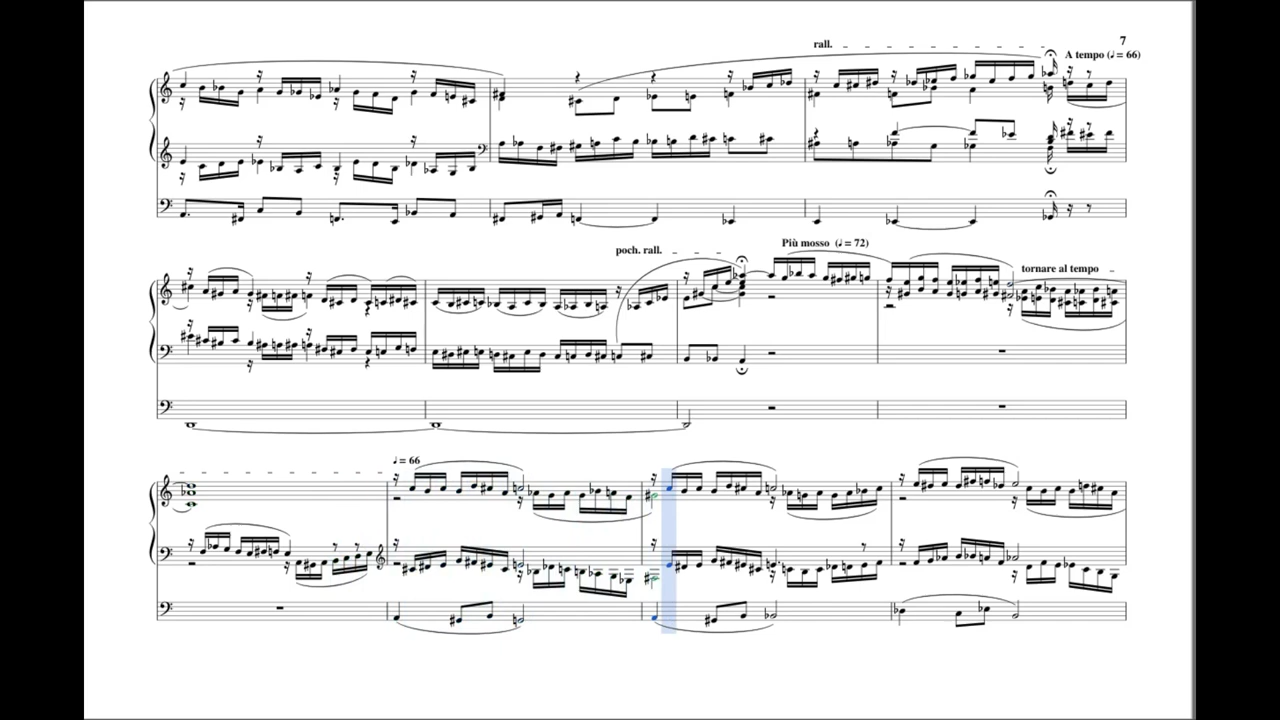 7
rall.
A tempo (♩= 66)
poch. rall.
Più mosso (♩= 72)
tornare al tempo
♩= 66